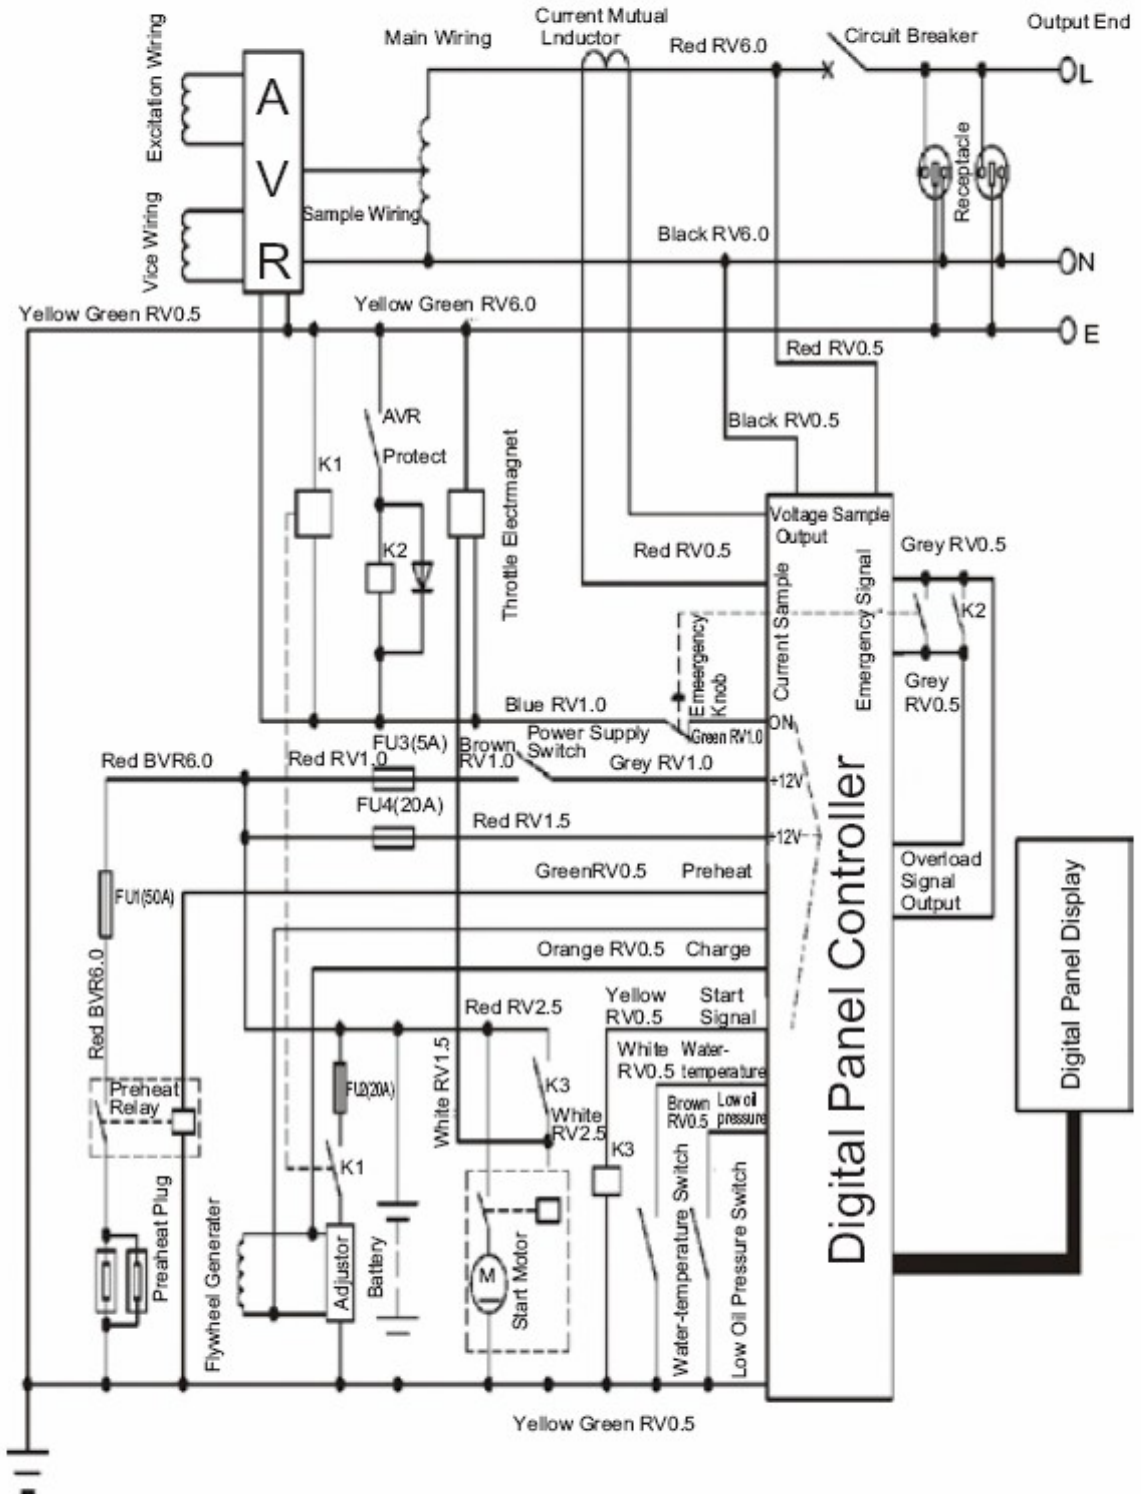 Current Mutual
Lnductor
Output End
Main Wiring
Red RV6.0
Circuit Breaker
L
Excitation Wiring
A
V
R
Receptacle
Sample Wiring
Vice Wiring
Black RV6.0
N
Yellow Green RV0.5
Yellow Green RV6.0
E
Red RV0.5
Black RV0.5
AVR
Protect
K1
Throttle Electrmagnet
Voltage Sample
Output
Red RV0.5
K2
Grey RV0.5
Current Sample
Emergency Signal
K2
Emeergency
Knob
Grey
RV0.5
Blue RV1.0
ON
Green RV1.0
Power Supply
Switch
FU3(5A)
Brown
RV1.0
Red BVR6.0
Red RV1.0
Grey RV1.0
+12V
FU4(20A)
Red RV1.5
+12V
Digital Panel Controller
Overload
Signal
Output
Digital Panel Display
GreenRV0.5
Preheat
FU1(50A)
Orange RV0.5
Charge
Red BVR6.0
Red RV2.5
Yellow
RV0.5
Start
Signal
White
RV0.5
Water-
temperature
White RV1.5
FU2(20A)
K3
Preheat
Relay
White
RV2.5
Brown
RV0.5
Low oil
pressure
K1
K3
Preaheat Plug
Flywheel Generater
Adjustor
Battery
M
Start Motor
Water-temperature Switch
Low Oil Pressure Switch
Yellow Green RV0.5